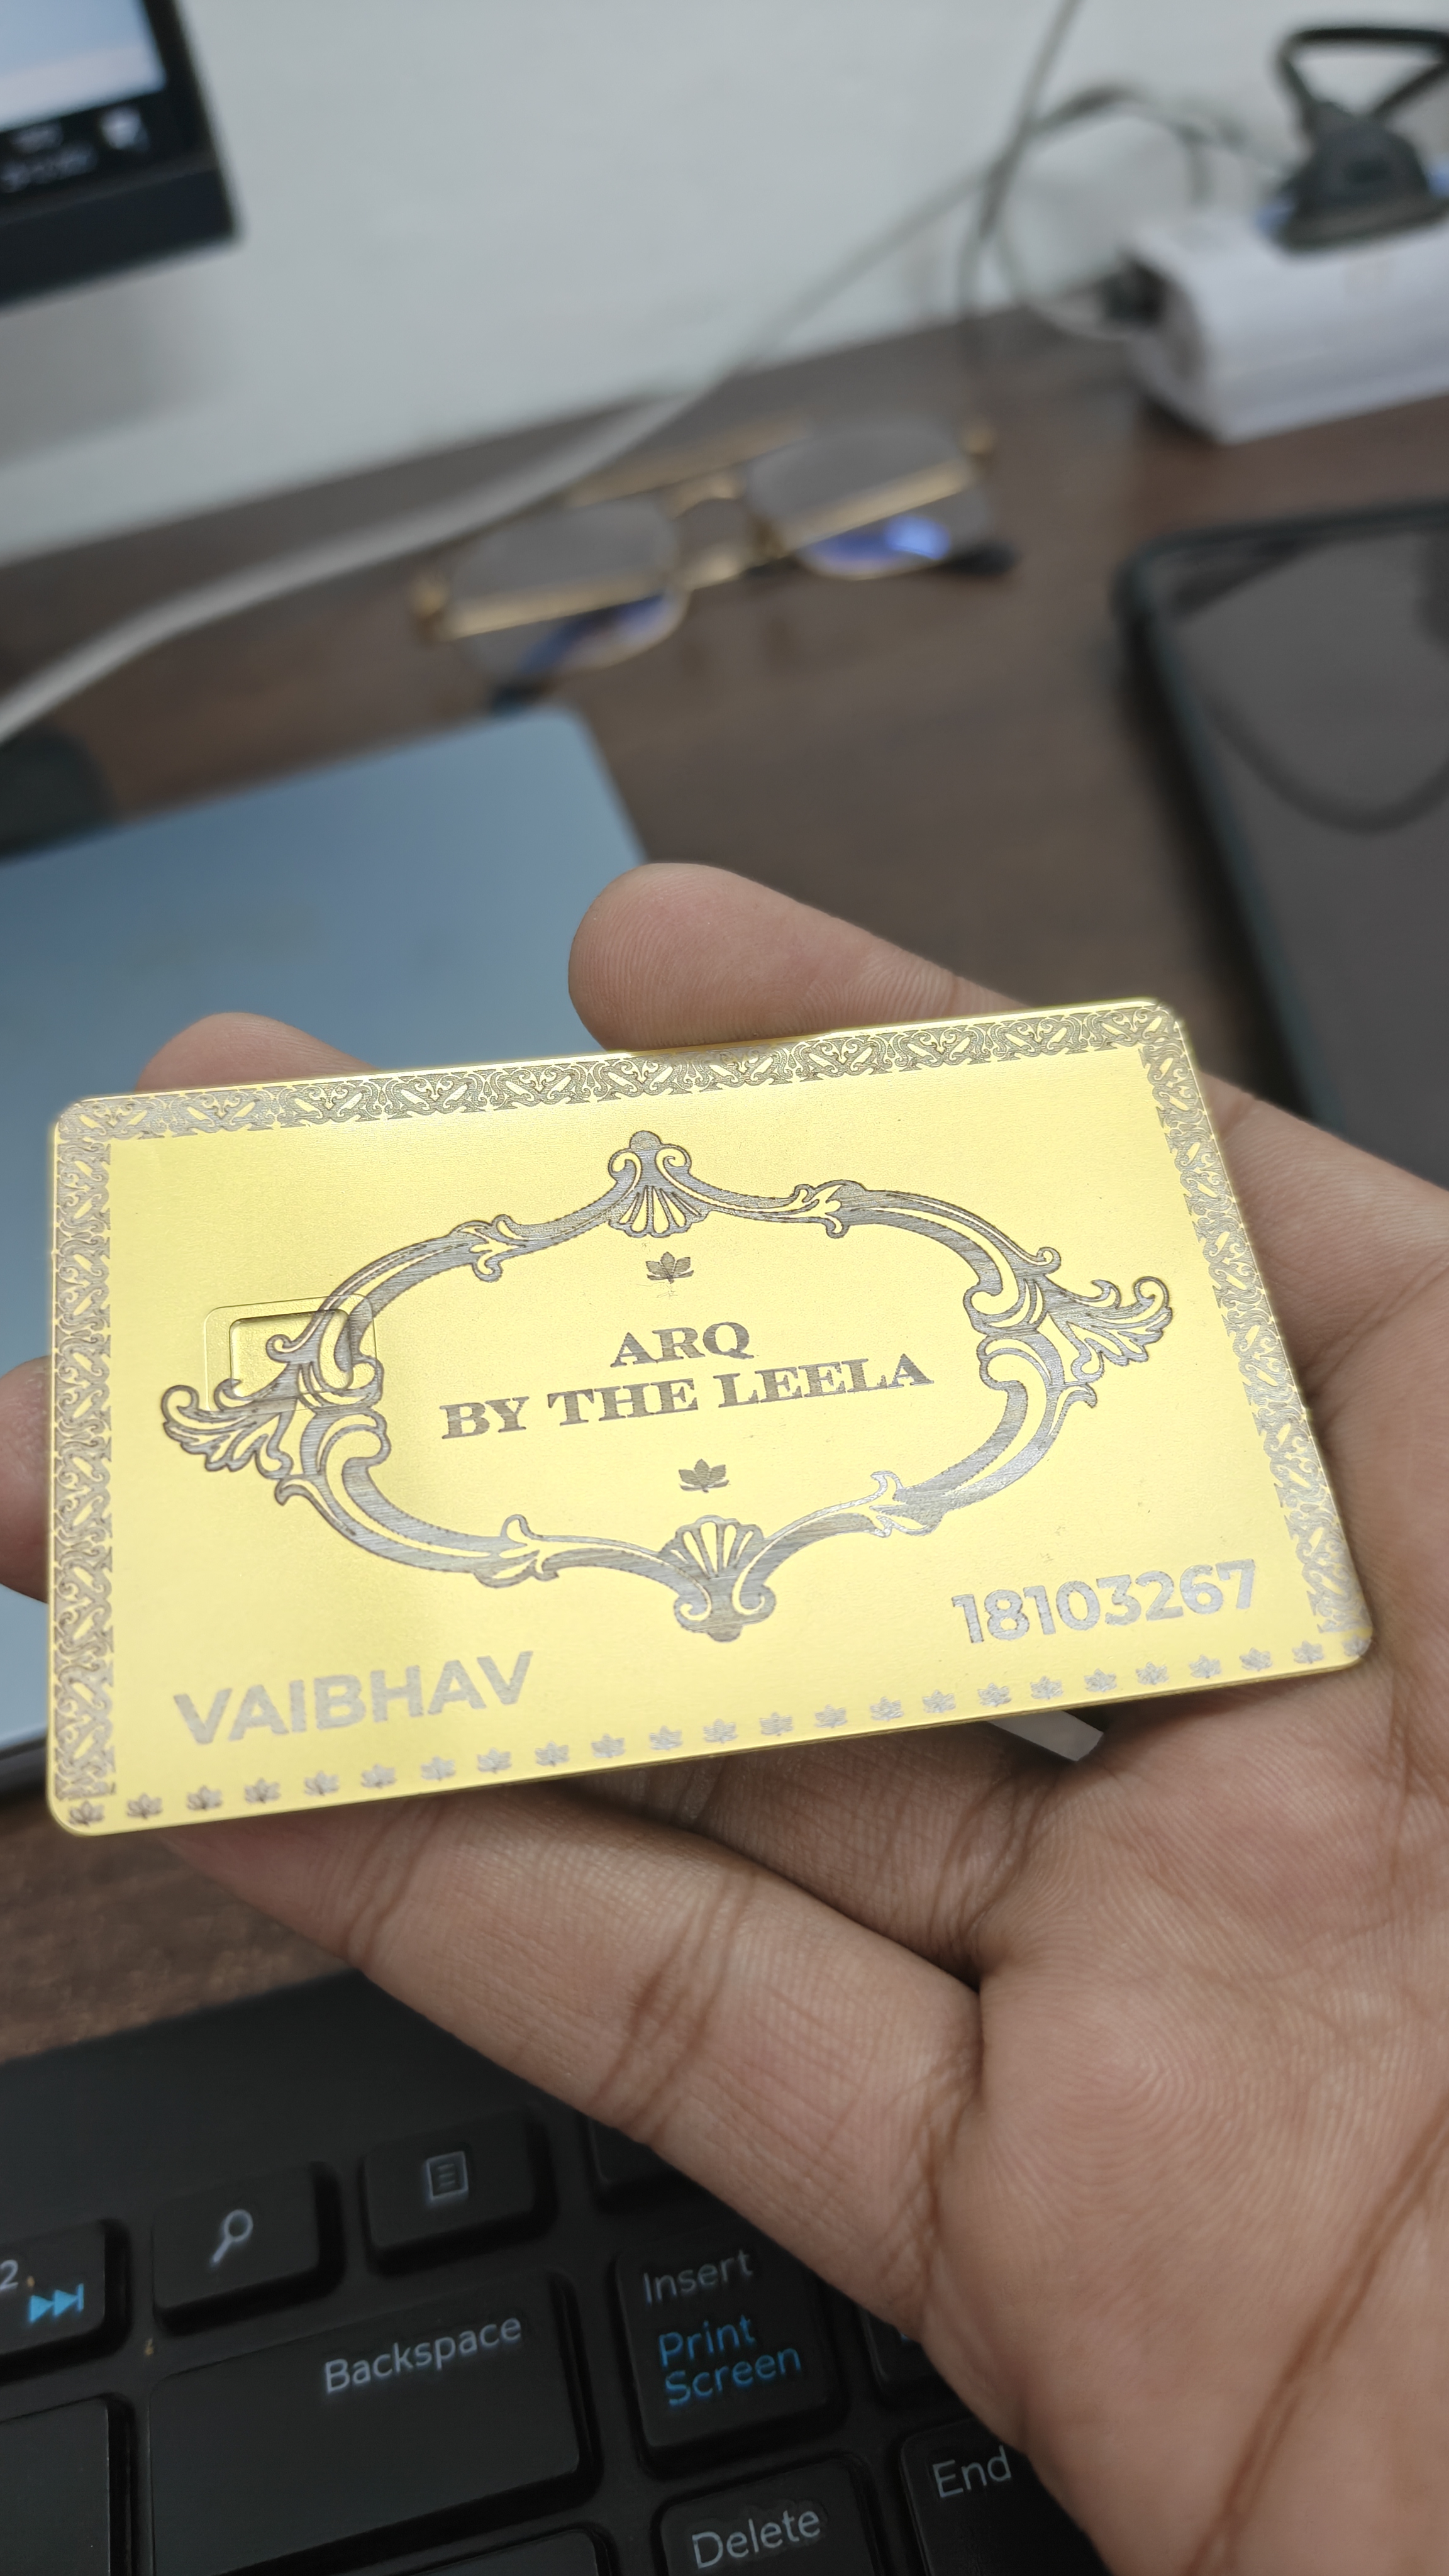 ARQ
BY THE LEELA
18103267
VAIBHAV
Insert
Print
Screen
Backspace
End
Delete